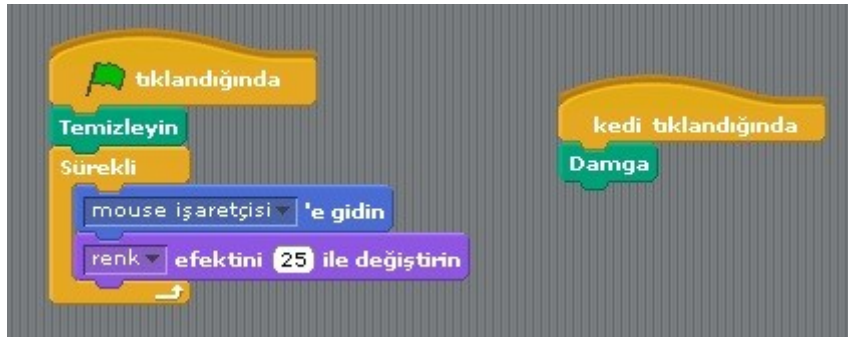 tıklandığında
Temizleyin
Sürekli
mouse işaretçisi 'e gidin
renk efektini 25 ile değiştirin
kedi tıklandığında
Damga